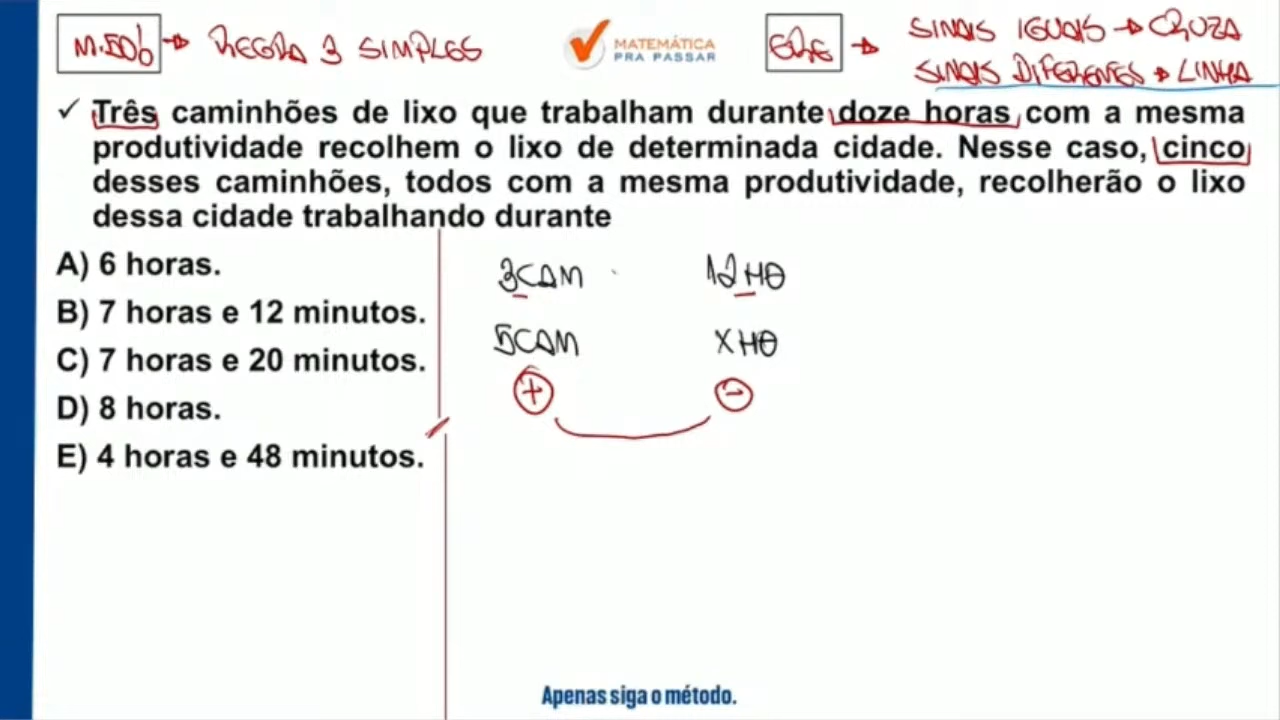 M.50% → REGRA 3 SIMPLES
MATEMÁTICA
PRA PASSAR
SINAIS IGUAIS → CRUZA
SINAIS DIFERENES → LINHA
✓ Três caminhões de lixo que trabalham durante doze horas com a mesma
produtividade recolhem o lixo de determinada cidade. Nesse caso, cinco
desses caminhões, todos com a mesma produtividade, recolherão o lixo
dessa cidade trabalhando durante
A) 6 horas.
B) 7 horas e 12 minutos.
C) 7 horas e 20 minutos.
D) 8 horas.
E) 4 horas e 48 minutos.
3CAM 12HO
5CAM XHO
+ -
Apenas siga o método.